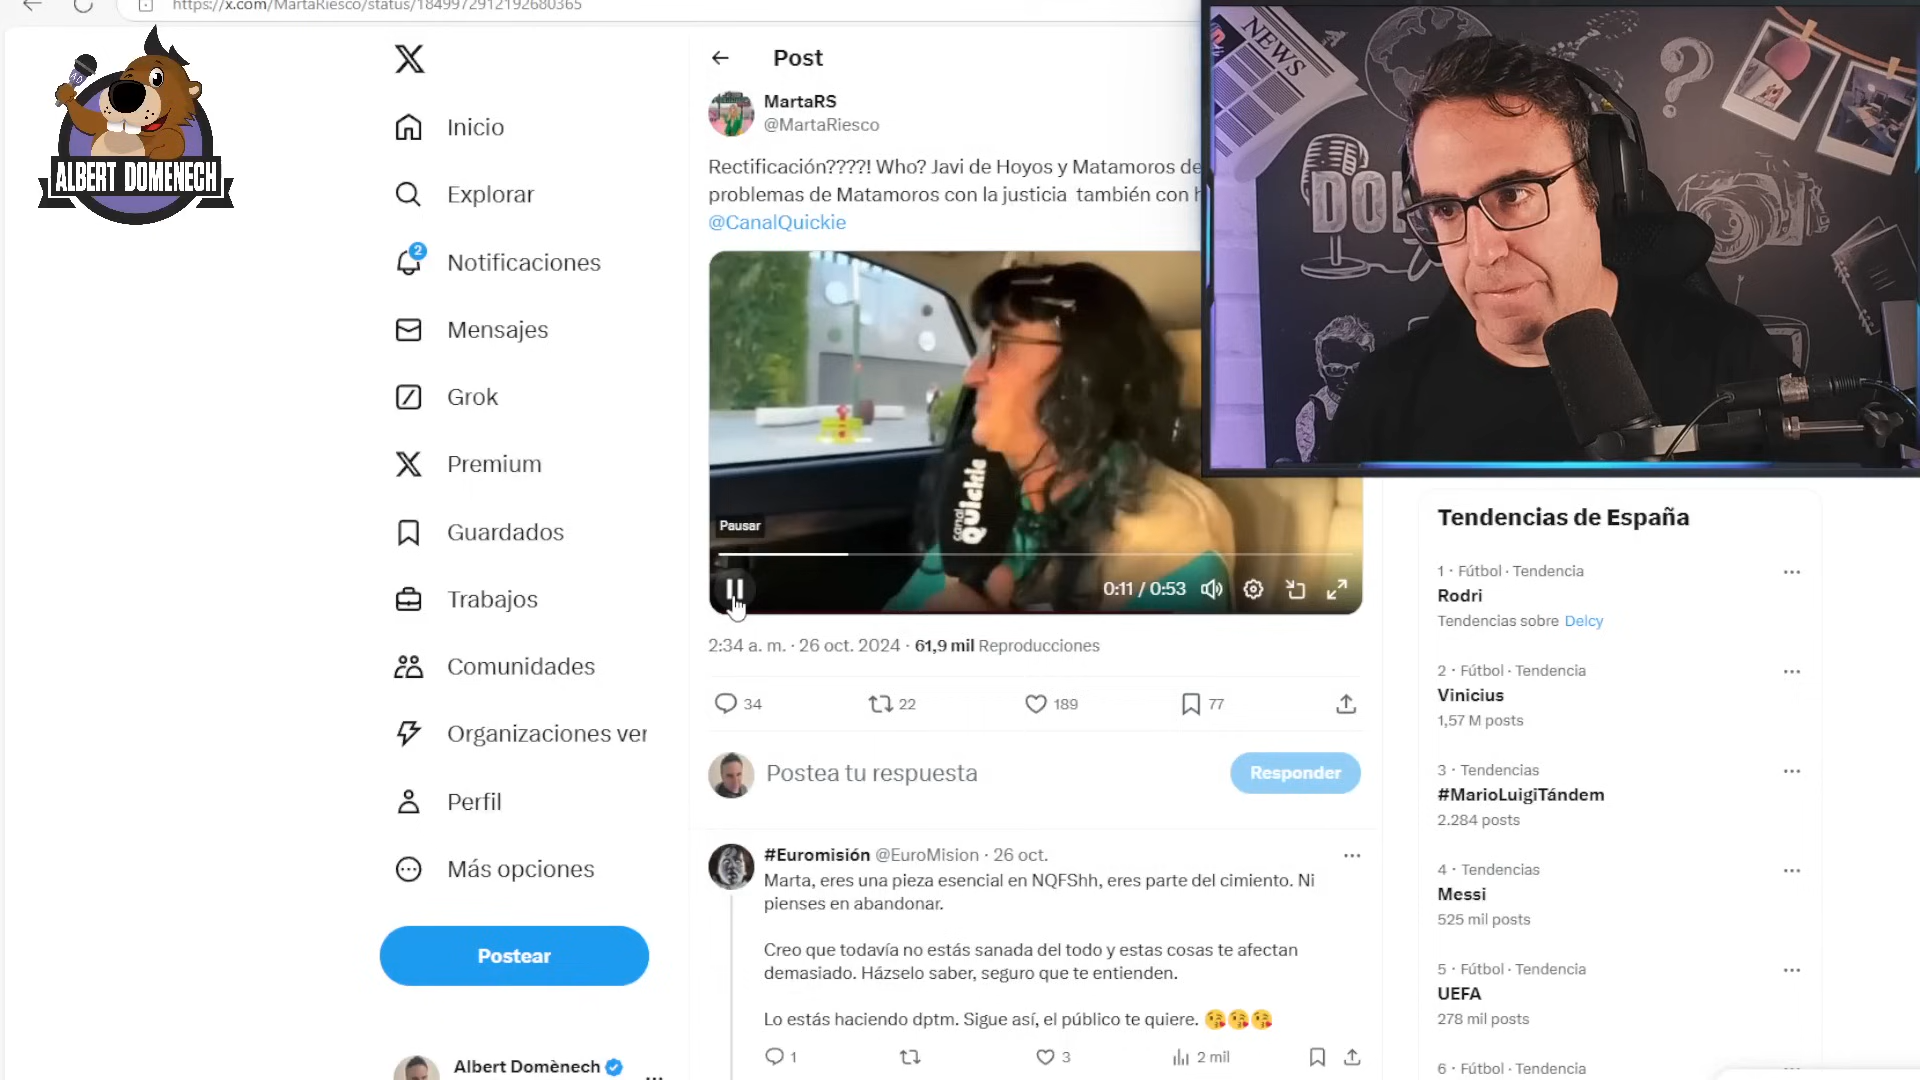 https://x.com/MartaRiesco/status/1849972912192680365
ALBERT DOMENECH
Inicio
Explorar
2
Notificaciones
Mensajes
Grok
Premium
Guardados
Trabajos
Comunidades
Organizaciones ver
Perfil
Más opciones
Postear
Albert Domènech
Post
MartaRS
@MartaRiesco
Rectificación????! Who? Javi de Hoyos y Matamoros de
problemas de Matamoros con la justicia también con h
@CanalQuickie
canal
Quickie
Pausar
0:11 / 0:53
2:34 a. m. · 26 oct. 2024 · 61,9 mil Reproducciones
34
22
189
77
Postea tu respuesta
Responder
#Euromisión @EuroMision · 26 oct.
Marta, eres una pieza esencial en NQFShh, eres parte del cimiento. Ni
pienses en abandonar.
Creo que todavía no estás sanada del todo y estas cosas te afectan
demasiado. Házselo saber, seguro que te entienden.
Lo estás haciendo dptm. Sigue así, el público te quiere. 😘😘😘
1
3
2 mil
NEWS
DO
Tendencias de España
1 · Fútbol · Tendencia
Rodri
Tendencias sobre Delcy
2 · Fútbol · Tendencia
Vinicius
1,57 M posts
3 · Tendencias
#MarioLuigiTándem
2.284 posts
4 · Tendencias
Messi
525 mil posts
5 · Fútbol · Tendencia
UEFA
278 mil posts
6 · Fútbol · Tendencia